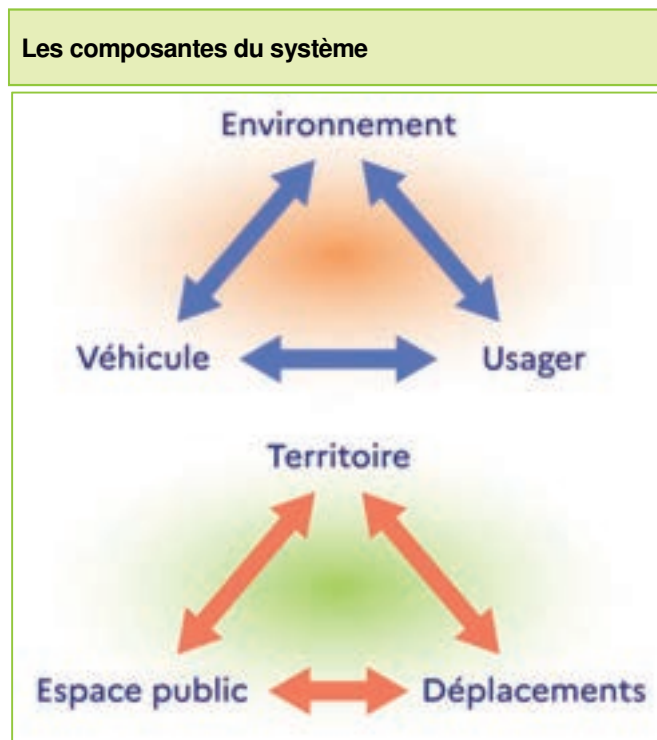 Les composantes du système
Environnement
Véhicule Usager
Territoire
Espace public Déplacements